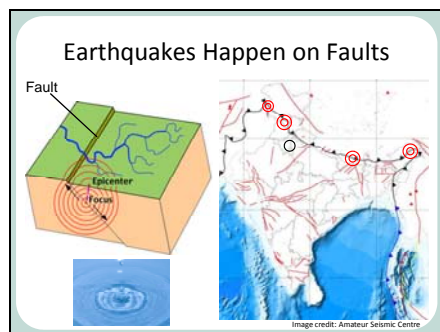 Earthquakes Happen on Faults
Fault
Epicenter
Focus
Image credit: Amateur Seismic Centre